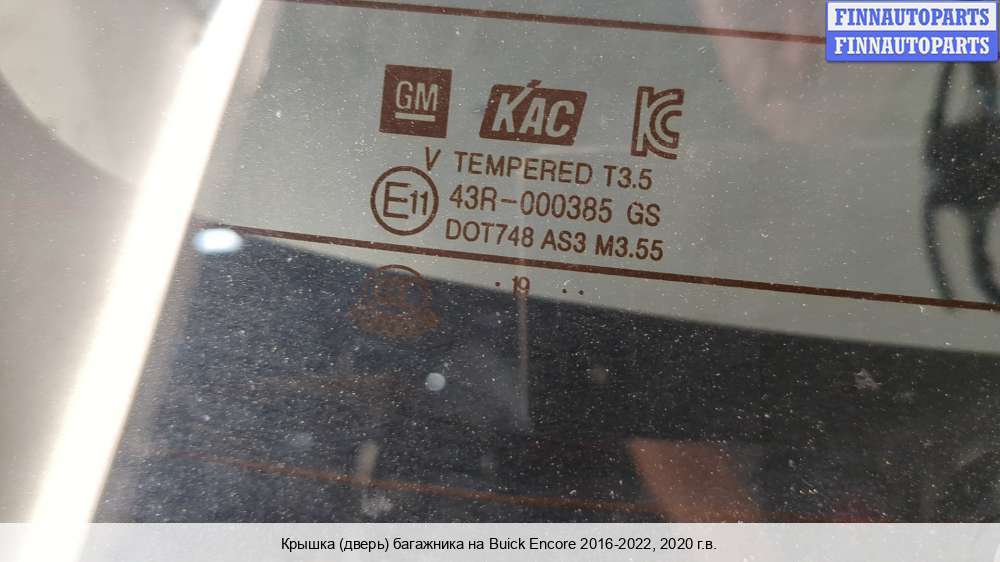 FINNAUTOPARTS
FINNAUTOPARTS
GM KAC KC
V TEMPERED T3.5
E11 43R-000385 GS
DOT748 AS3 M3.55
. 19 . .
Крышка (дверь) багажника на Buick Encore 2016-2022, 2020 г.в.